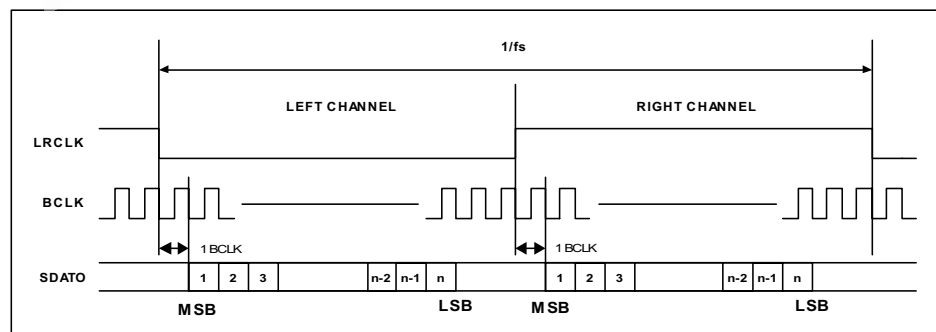 1/fs
LEFT CHANNEL RIGHT CHANNEL
LRCLK
BCLK
1 BCLK 1 BCLK
SDATO 1 2 3 n-2 n-1 n 1 2 3 n-2 n-1 n
MSB LSB MSB LSB